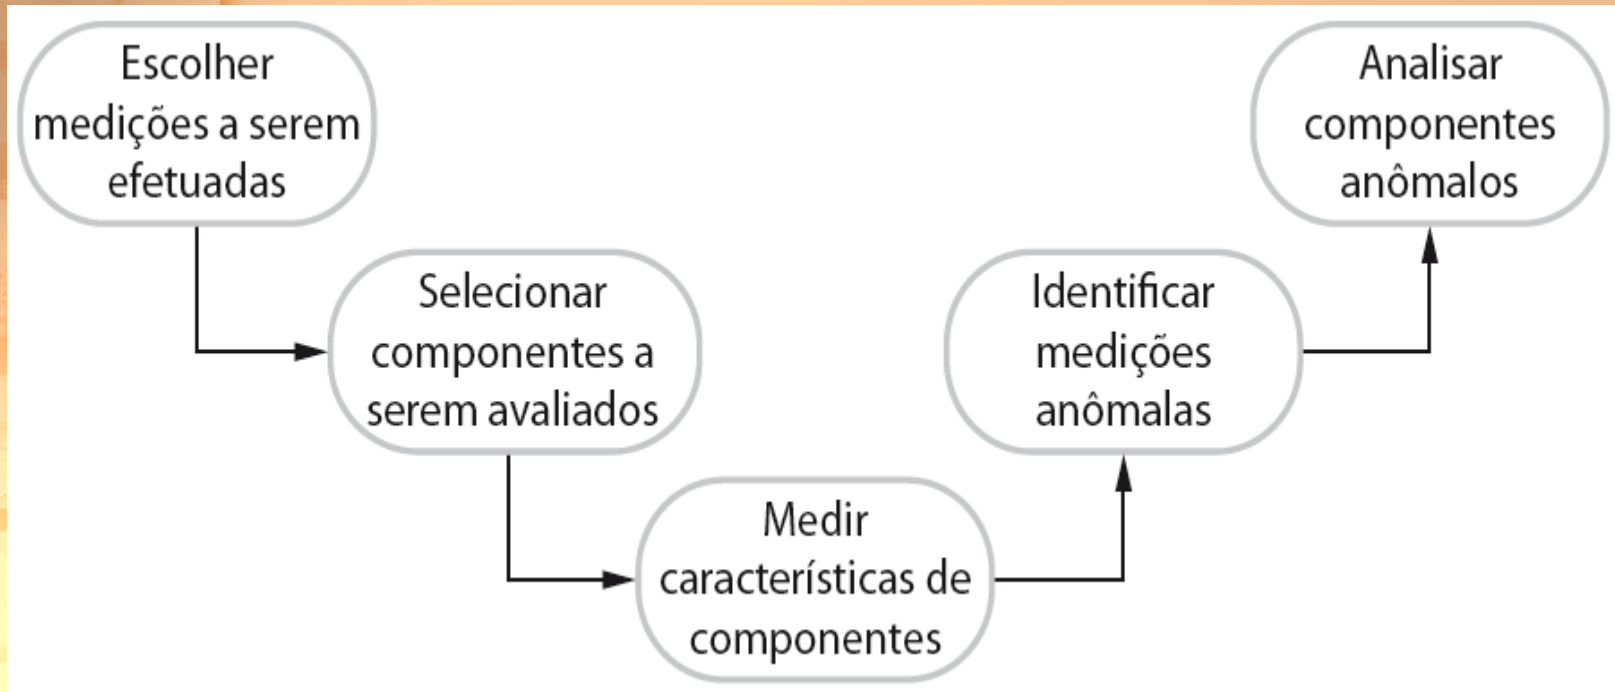 Escolher
medições a serem
efetuadas
Selecionar
componentes a
serem avaliados
Medir
características de
componentes
Identificar
medições
anômalas
Analisar
componentes
anômalos